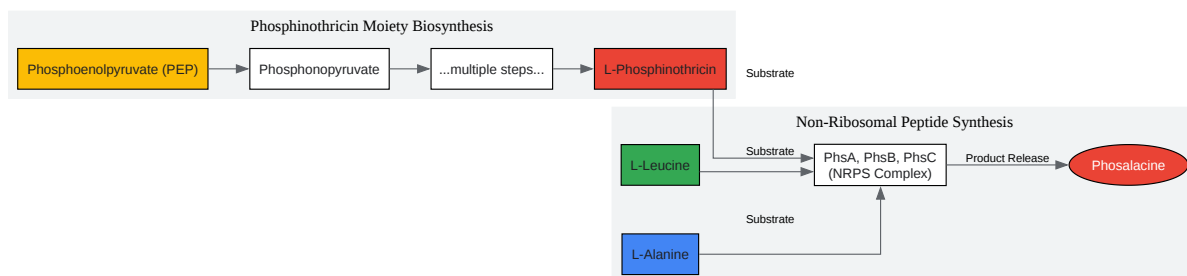 Phosphinothricin Moiety Biosynthesis
Phosphoenolpyruvate (PEP)
Phosphonopyruvate
...multiple steps...
L-Phosphinothricin
Substrate
Non-Ribosomal Peptide Synthesis
L-Leucine
Substrate
PhsA, PhsB, PhsC
(NRPS Complex)
Product Release
Phosalacine
Substrate
L-Alanine